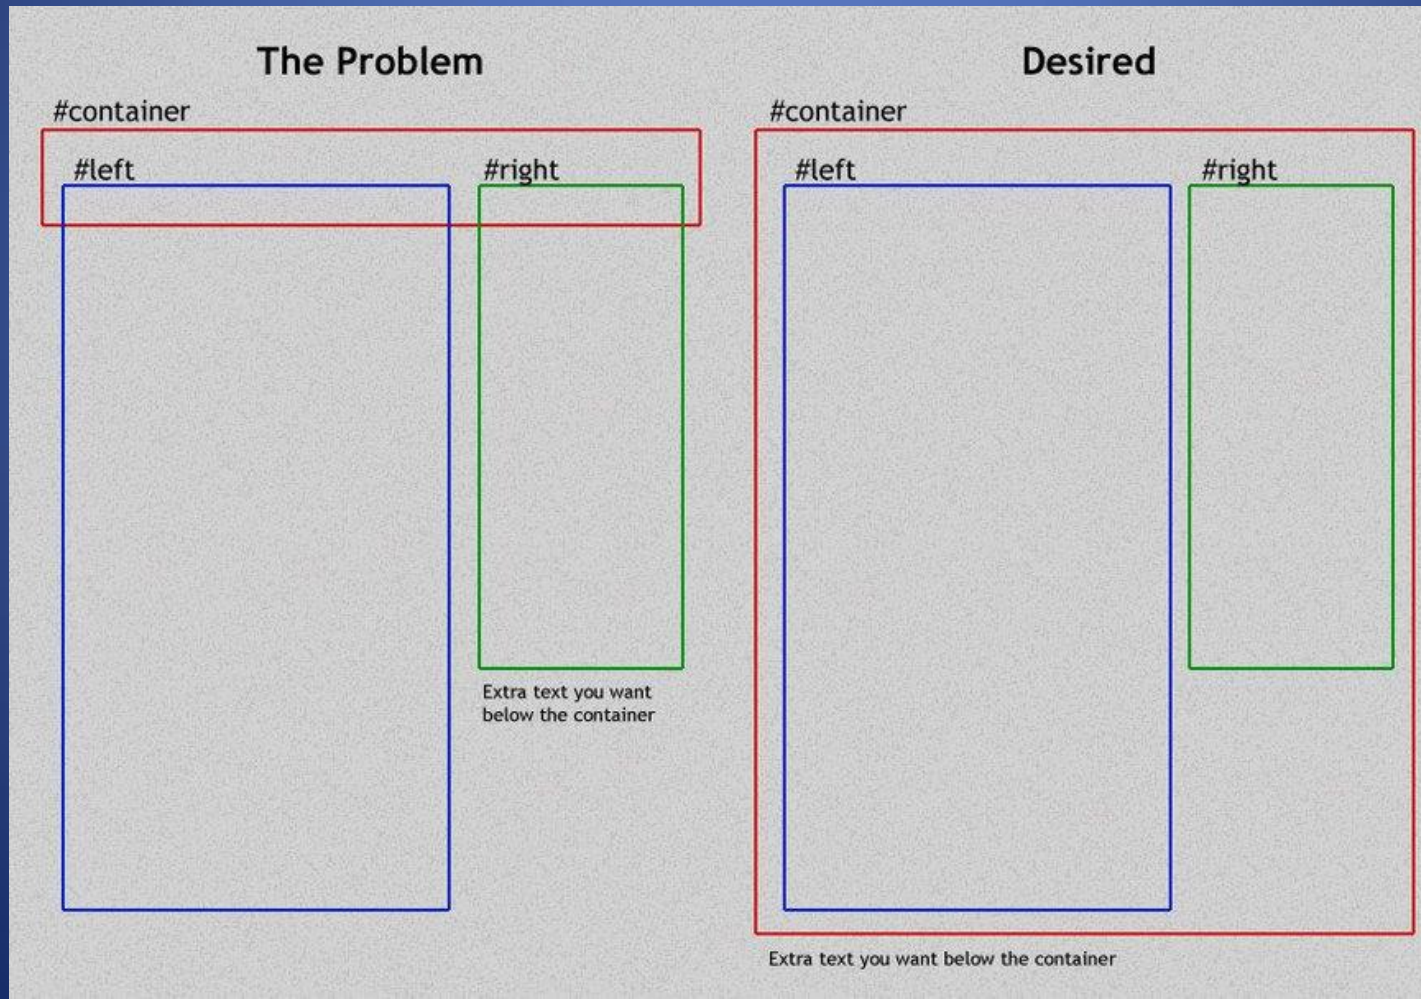 The Problem
#container
#left
#right
Extra text you want
below the container
Desired
#container
#left
#right
Extra text you want below the container